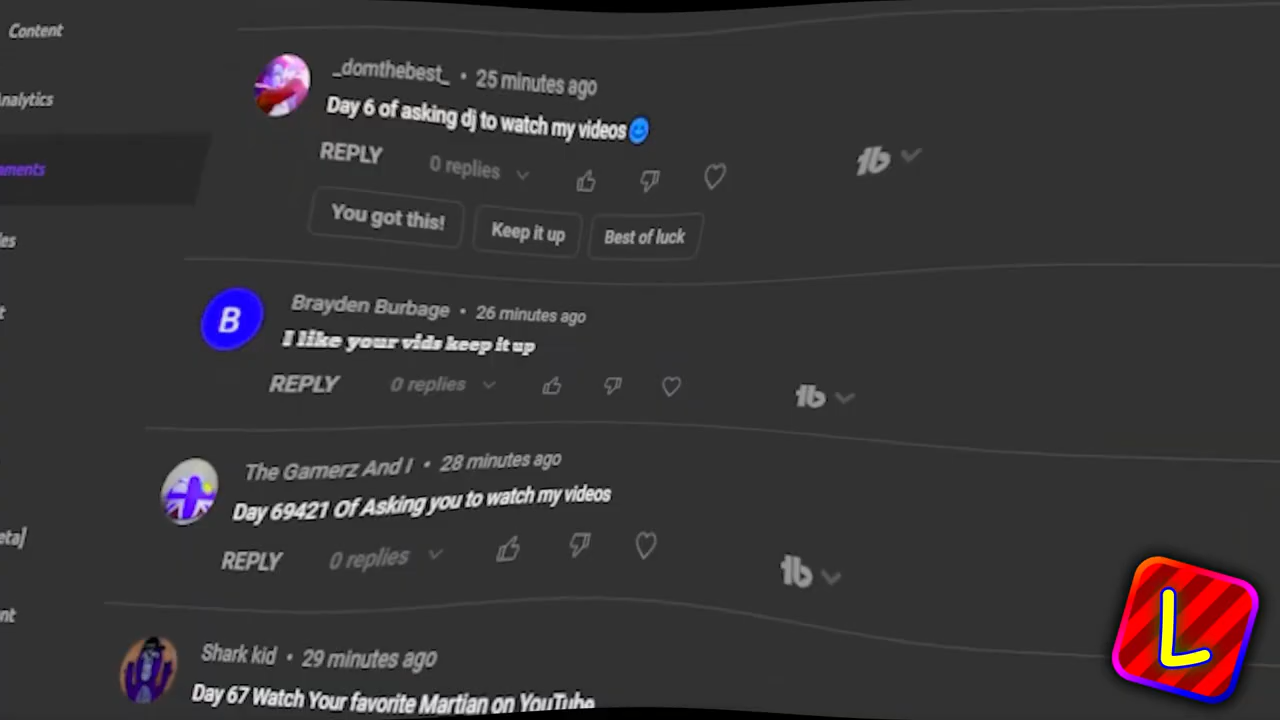 Content
_domthebest_ • 25 minutes ago
Analytics
Day 6 of asking dj to watch my videos
REPLY 0 replies
You got this! Keep it up Best of luck
B
Brayden Burbage • 26 minutes ago
I like your vids keep it up
REPLY 0 replies
The Gamerz And I • 28 minutes ago
Day 69421 Of Asking you to watch my videos
REPLY 0 replies
L
Shark kid • 29 minutes ago
Day 67 Watch Your favorite Martian on YouTube